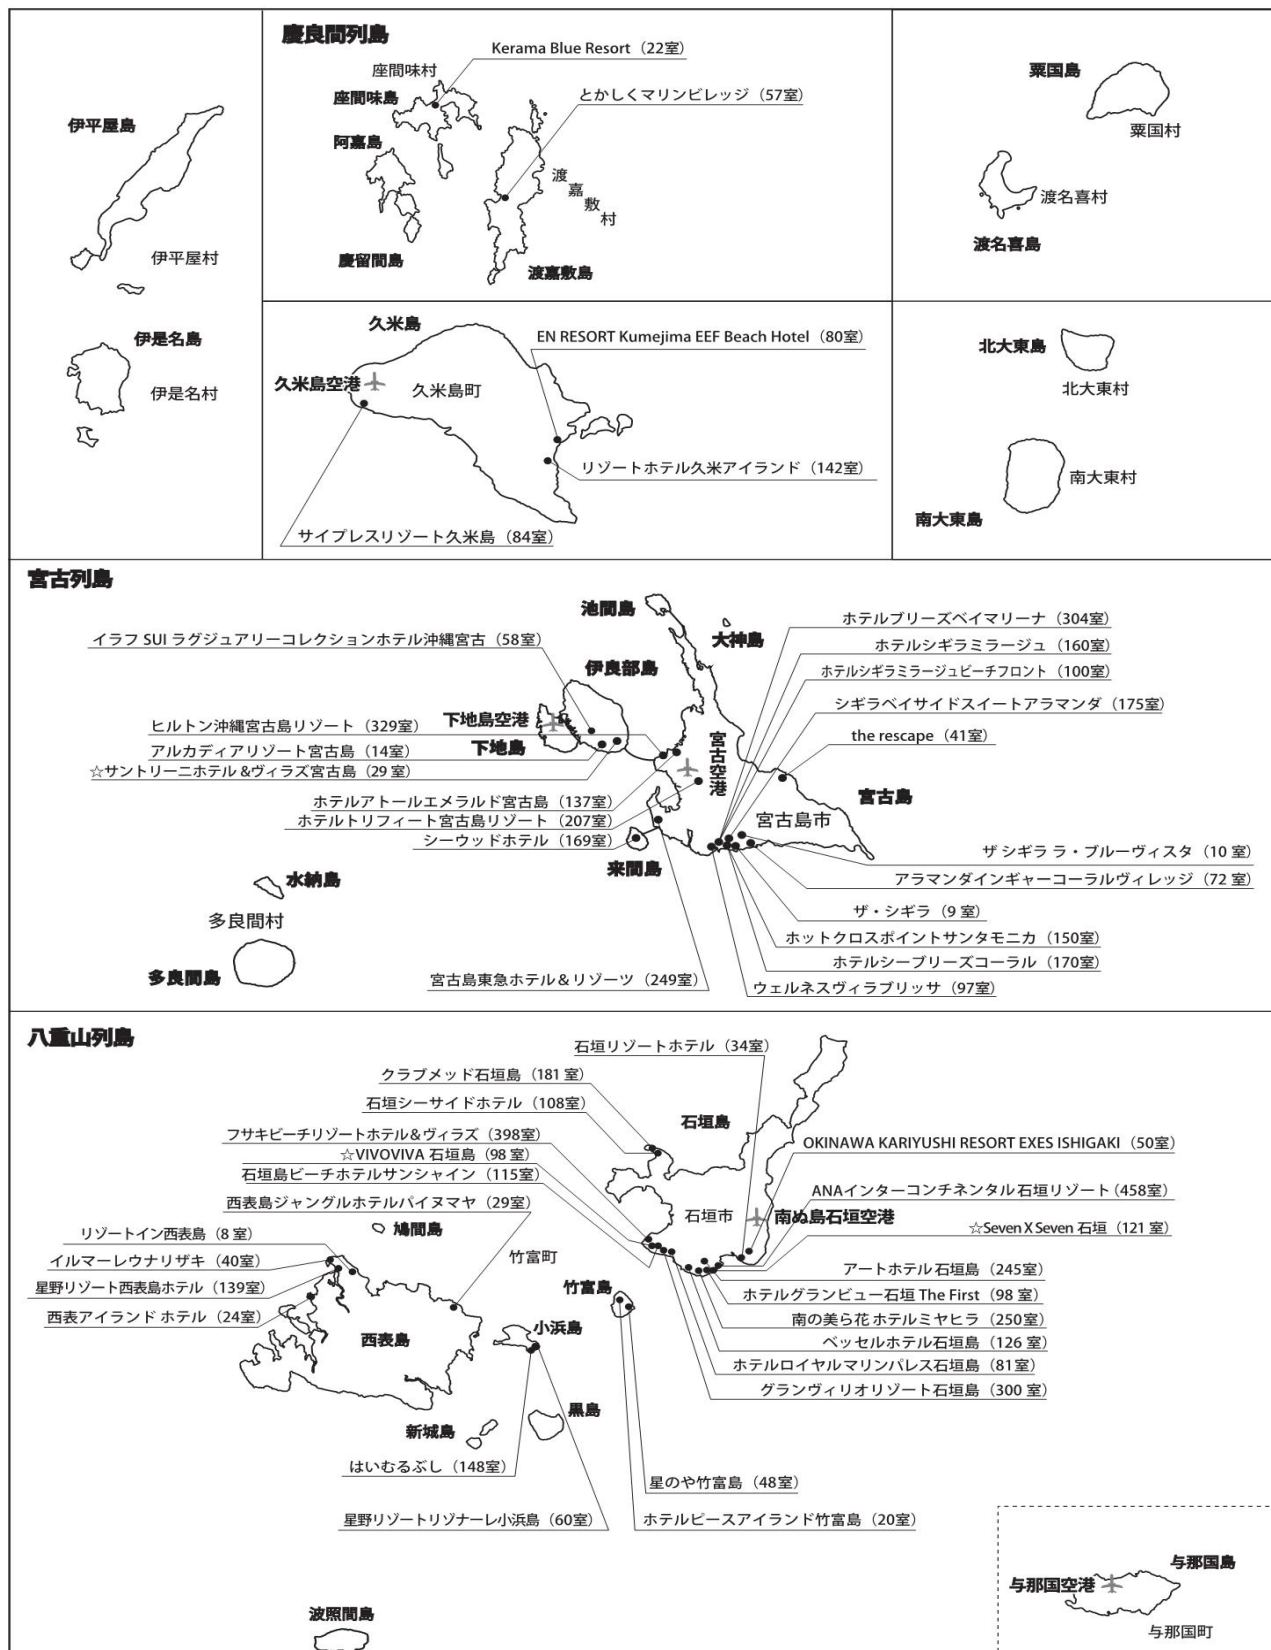 慶良間列島
Kerama Blue Resort（22室）
座間味村
座間味島
とかしくマリンビレッジ（57室）
阿嘉島
渡嘉敷村
慶留間島
渡嘉敷島
伊平屋島
伊平屋村
伊是名島
伊是名村
粟国島
粟国村
渡名喜村
渡名喜島
久米島
EN RESORT Kumejima EEF Beach Hotel（80室）
久米島空港
久米島町
リゾートホテル久米アイランド（142室）
サイプレスリゾート久米島（84室）
北大東島
北大東村
南大東村
南大東島
宮古列島
池間島
大神島
イラフ SUI ラグジュアリーコレクションホテル沖縄宮古（58室）
伊良部島
下地島空港
ヒルトン沖縄宮古島リゾート（329室）
下地島
アルカディアリゾート宮古島（14室）
☆サントリーニホテル＆ヴィラズ宮古島（29 室）
ホテルアトールエメラルド宮古島（137室）
ホテルトリフィート宮古島リゾート（207室）
シーウッドホテル（169室）
来間島
宮古空港
宮古島
宮古島市
ホテルブリーズベイマリーナ（304室）
ホテルシギラミラージュ（160室）
ホテルシギラミラージュビーチフロント（100室）
シギラベイサイドスイートアラマンダ（175室）
the rescape（41室）
ザ シギラ ラ・ブルーヴィスタ（10 室）
アラマンダインギャーコーラルヴィレッジ（72 室）
ザ・シギラ（9 室）
ホットクロスポイントサンタモニカ（150室）
ホテルシーブリーズコーラル（170室）
ウェルネスヴィラブリッサ（97室）
宮古島東急ホテル＆リゾーツ（249室）
水納島
多良間村
多良間島
八重山列島
石垣リゾートホテル（34室）
クラブメッド石垣島（181 室）
石垣シーサイドホテル（108室）
石垣島
フサキビーチリゾートホテル＆ヴィラズ（398室）
☆VIVOVIVA 石垣島（98 室）
石垣島ビーチホテルサンシャイン（115室）
西表島ジャングルホテルパイヌマヤ（29室）
OKINAWA KARIYUSHI RESORT EXES ISHIGAKI（50室）
ANAインターコンチネンタル石垣リゾート（458室）
石垣市
南ぬ島石垣空港
☆Seven X Seven 石垣（121 室）
アートホテル石垣島（245室）
ホテルグランビュー石垣 The First（98 室）
南の美ら花 ホテルミヤヒラ（250室）
ベッセルホテル石垣島（126 室）
ホテルロイヤルマリンパレス石垣島（81室）
グランヴィリオリゾート石垣島（300 室）
リゾートイン西表島（8 室）
イルマーレウナリザキ（40室）
星野リゾート西表島ホテル（139室）
西表アイランド ホテル（24室）
鳩間島
竹富町
西表島
竹富島
小浜島
黒島
新城島
はいむるぶし（148室）
星野リゾートリゾナーレ小浜島（60室）
星のや竹富島（48室）
ホテルピースアイランド竹富島（20室）
波照間島
与那国島
与那国空港
与那国町